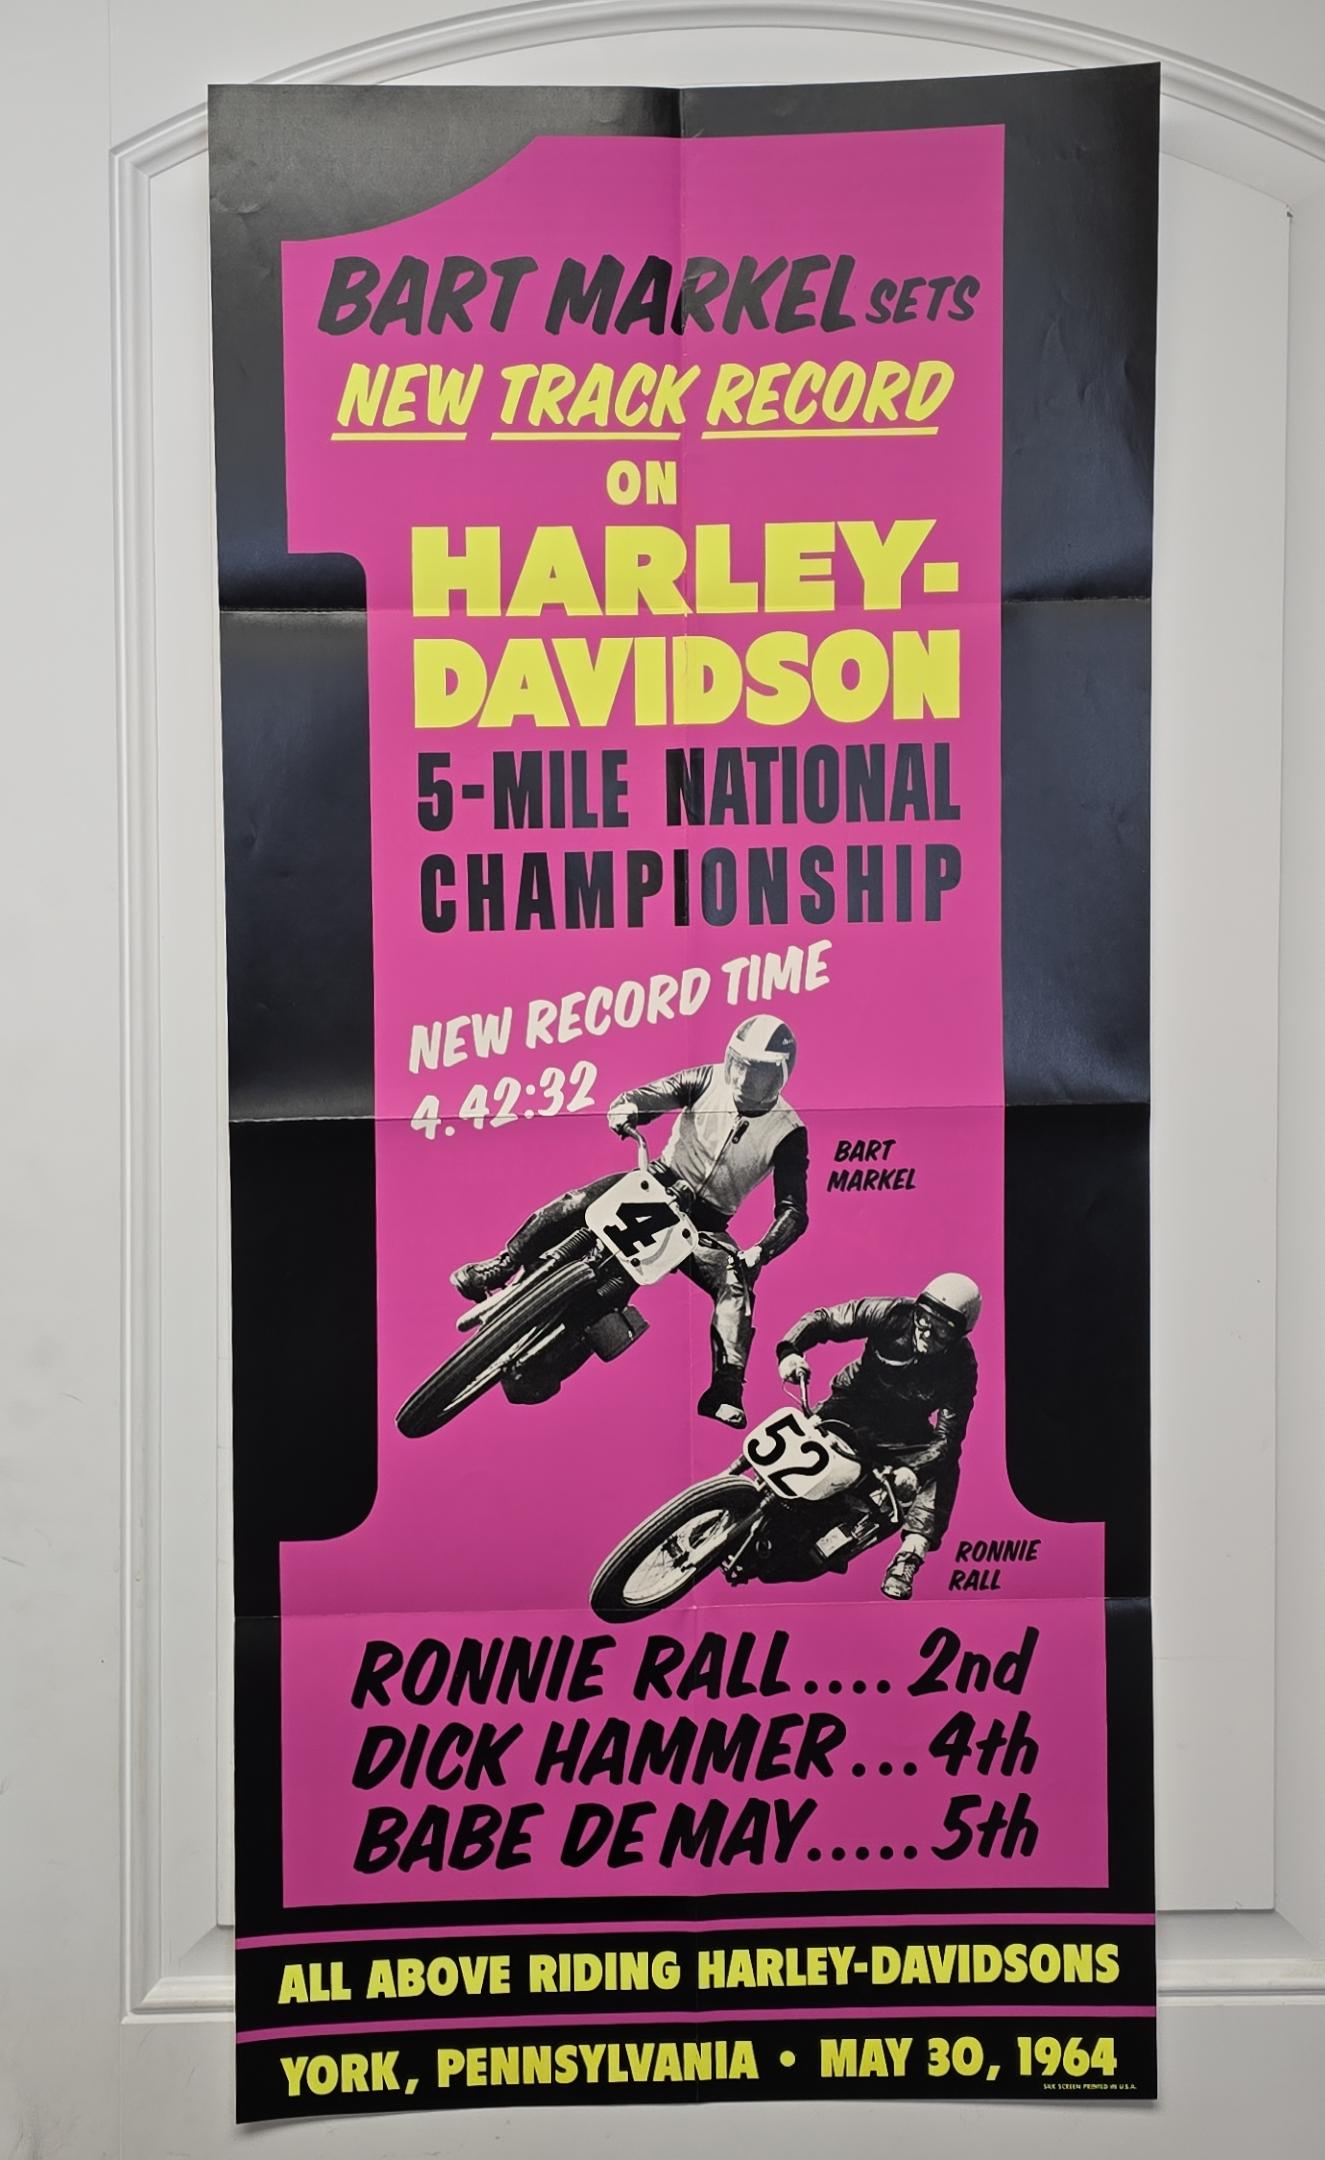 BART MARKEL SETS
NEW TRACK RECORD
ON
HARLEY-
DAVIDSON
5-MILE NATIONAL
CHAMPIONSHIP
NEW RECORD TIME
4.42:32
BART
MARKEL
4
52
RONNIE
RALL
RONNIE RALL....2nd
DICK HAMMER...4th
BABE DE MAY.....5th
ALL ABOVE RIDING HARLEY-DAVIDSONS
YORK, PENNSYLVANIA • MAY 30, 1964
SILK SCREEN PRINTED IN U.S.A.